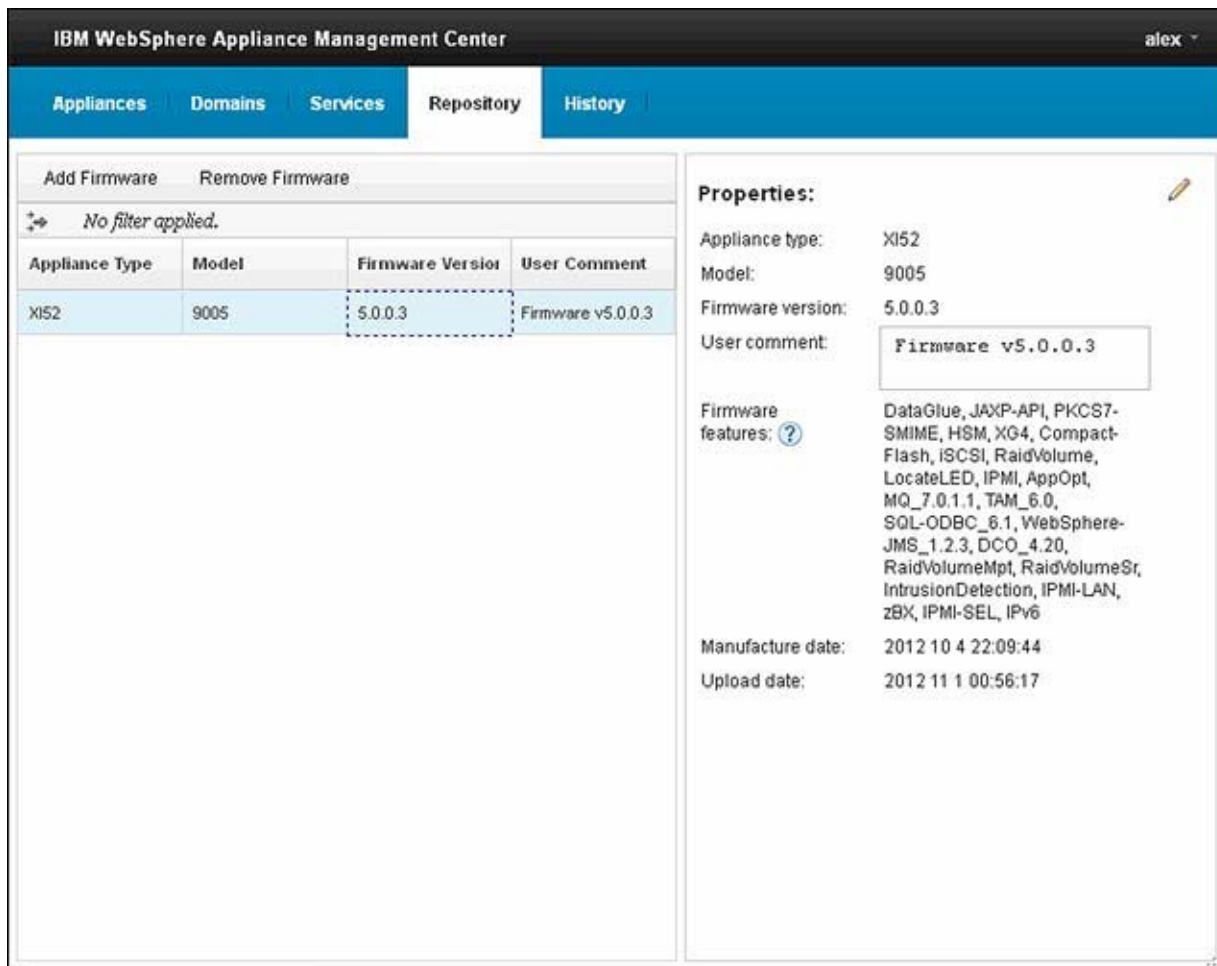 IBM WebSphere Appliance Management Center
alex
Appliances
Domains
Services
Repository
History
Add Firmware
Remove Firmware
No filter applied.
Appliance Type
Model
Firmware Version
User Comment
XI52
9005
5.0.0.3
Firmware v5.0.0.3
Properties:
Appliance type:
XI52
Model:
9005
Firmware version:
5.0.0.3
User comment:
Firmware v5.0.0.3
Firmware
features:
?
DataGlue, JAXP-API, PKCS7-
SMIME, HSM, XG4, Compact-
Flash, iSCSI, RaidVolume,
LocateLED, IPMI, AppOpt,
MQ_7.0.1.1, TAM_6.0,
SQL-ODBC_6.1, WebSphere-
JMS_1.2.3, DCO_4.20,
RaidVolumeMpt, RaidVolumeSr,
IntrusionDetection, IPMI-LAN,
zBX, IPMI-SEL, IPv6
Manufacture date:
2012 10 4 22:09:44
Upload date:
2012 11 1 00:56:17